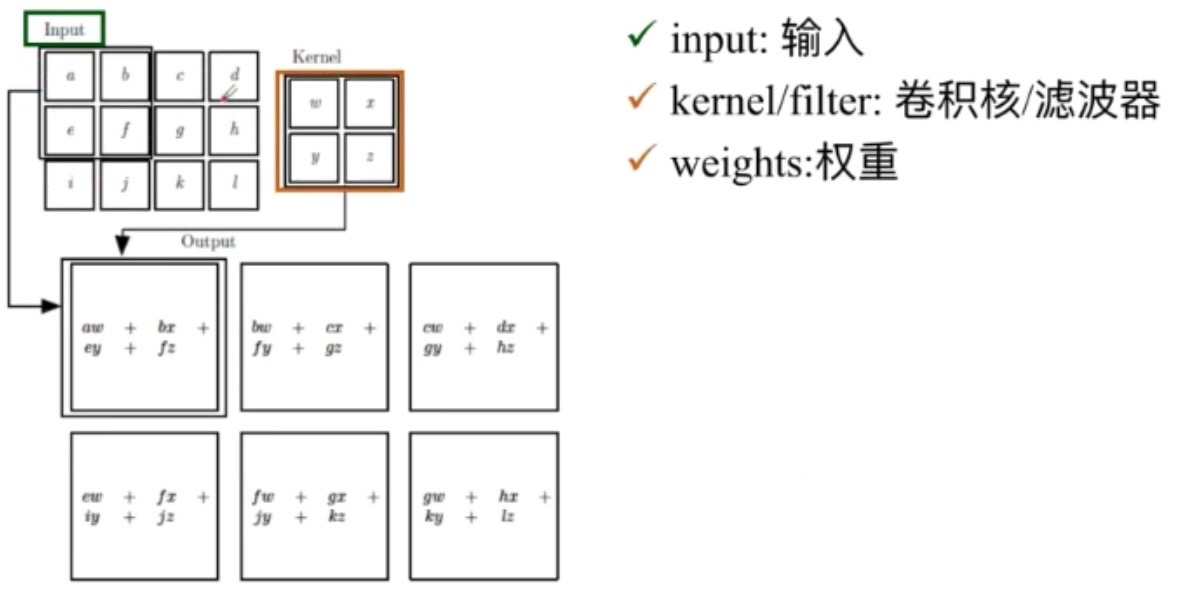 Input
a b c d
e f g h
i j k l
Kernel
w x
y z
Output
aw + bx +
ey + fz
bw + cx +
fy + gz
cw + dx +
gy + hz
ew + fx +
iy + jz
fw + gx +
jy + kz
gw + hx +
ky + lz
✓ input: 输入
✓ kernel/filter: 卷积核/滤波器
✓ weights:权重